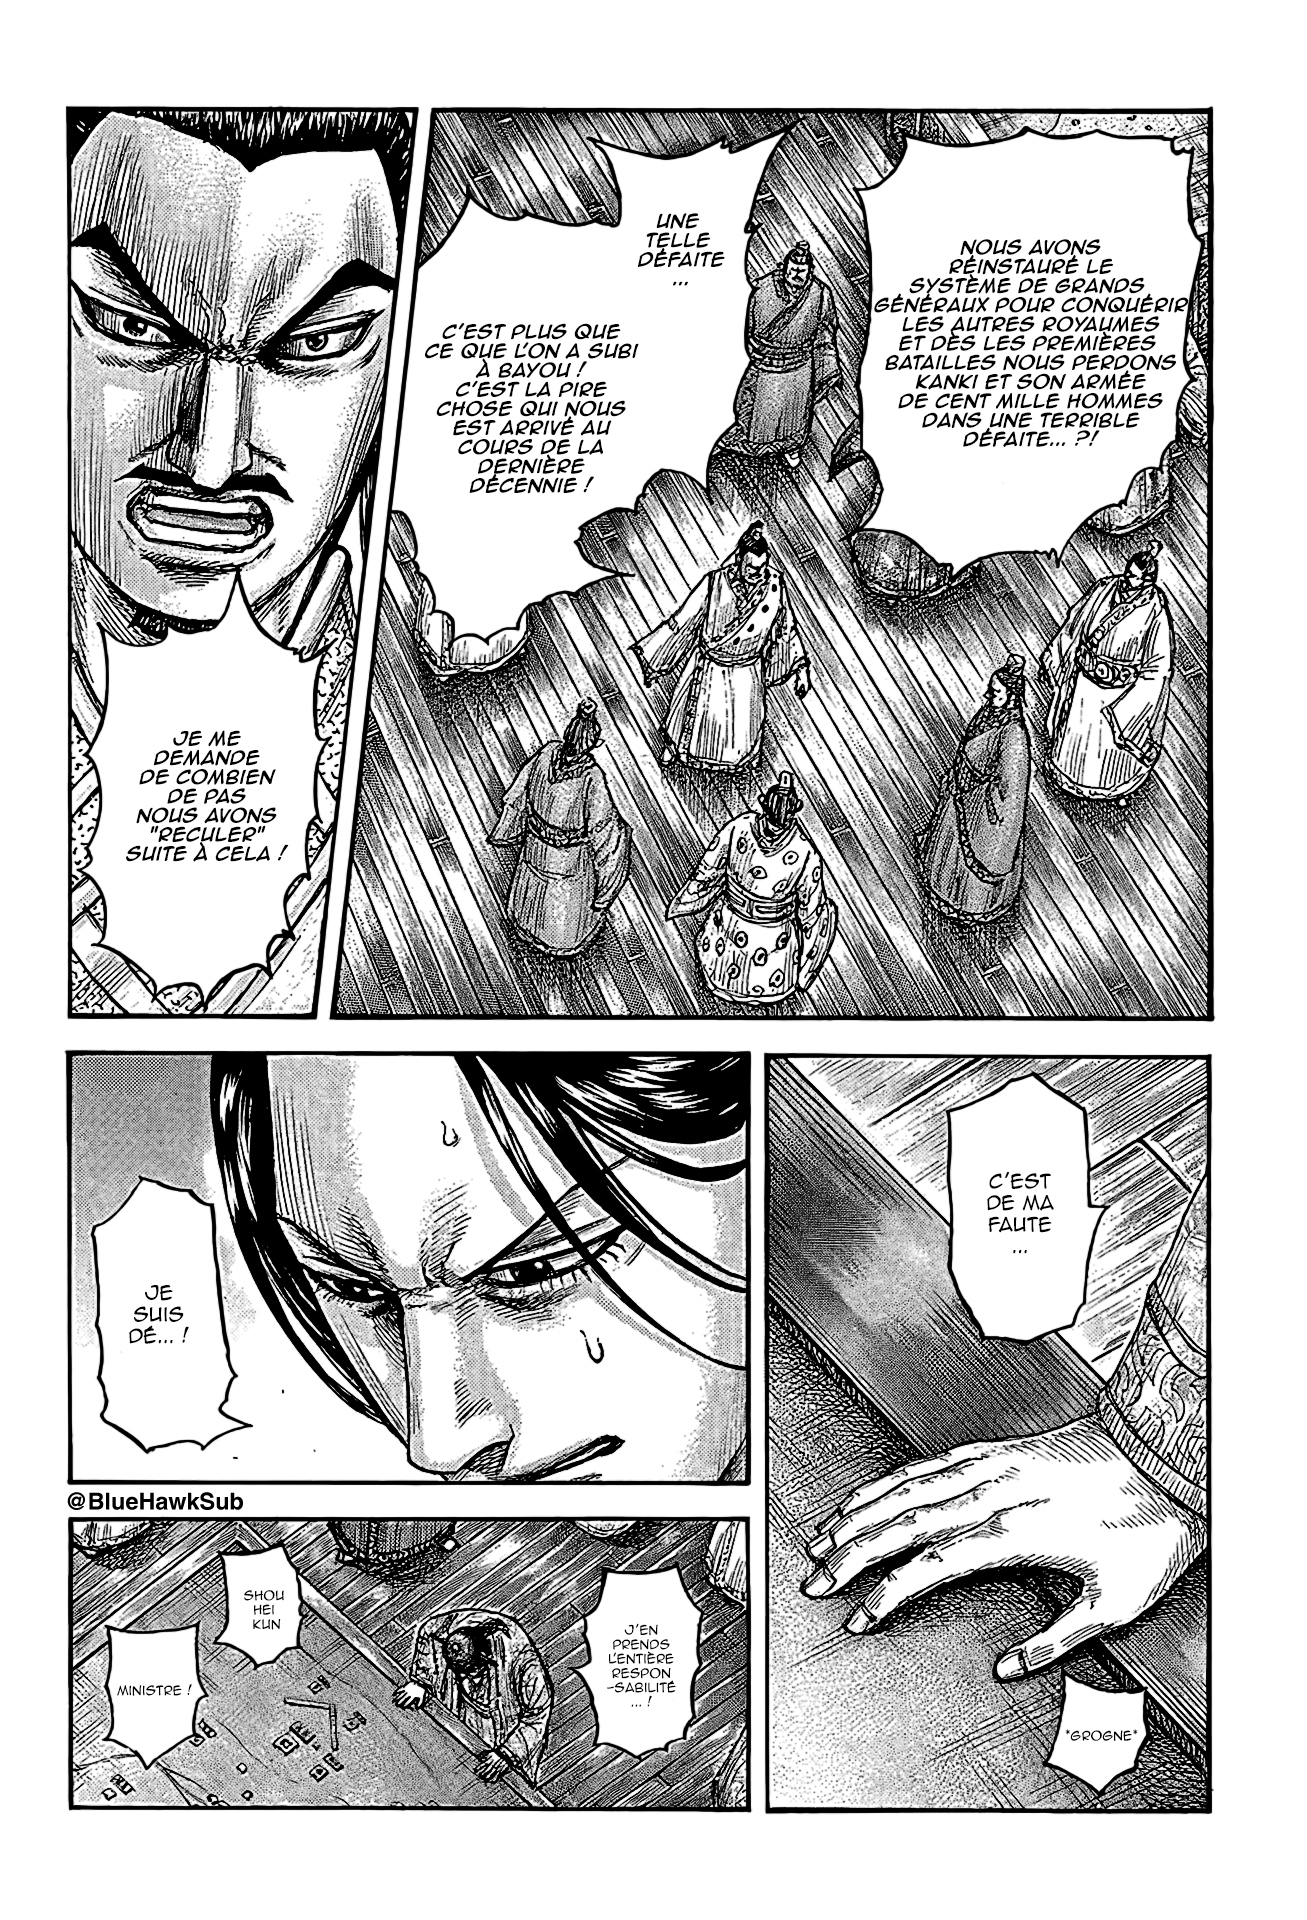 NOUS AVONS
RÉINSTAURÉ LE
SYSTÈME DE GRANDS
GÉNÉRAUX POUR CONQUÉRIR
LES AUTRES ROYAUMES
ET DÈS LES PREMIÈRES
BATAILLES NOUS PERDONS
KANKI ET SON ARMÉE
DE CENT MILLE HOMMES
DANS UNE TERRIBLE
DÉFAITE... ?!
UNE
TELLE
DÉFAITE
...
C'EST PLUS QUE
CE QUE L'ON A SUBI
À BAYOU !
C'EST LA PIRE
CHOSE QUI NOUS
EST ARRIVÉ AU
COURS DE LA
DERNIÈRE
DÉCENNIE !
JE ME
DEMANDE
DE COMBIEN
DE PAS
NOUS AVONS
"RECULER"
SUITE À CELA !
C'EST
DE MA
FAUTE
...
*GROGNE*
JE
SUIS
DÉ... !
@BlueHawkSub
J'EN
PRENDS
L'ENTIÈRE
RESPON
-SABILITÉ
... !
SHOU
HEI
KUN
MINISTRE !